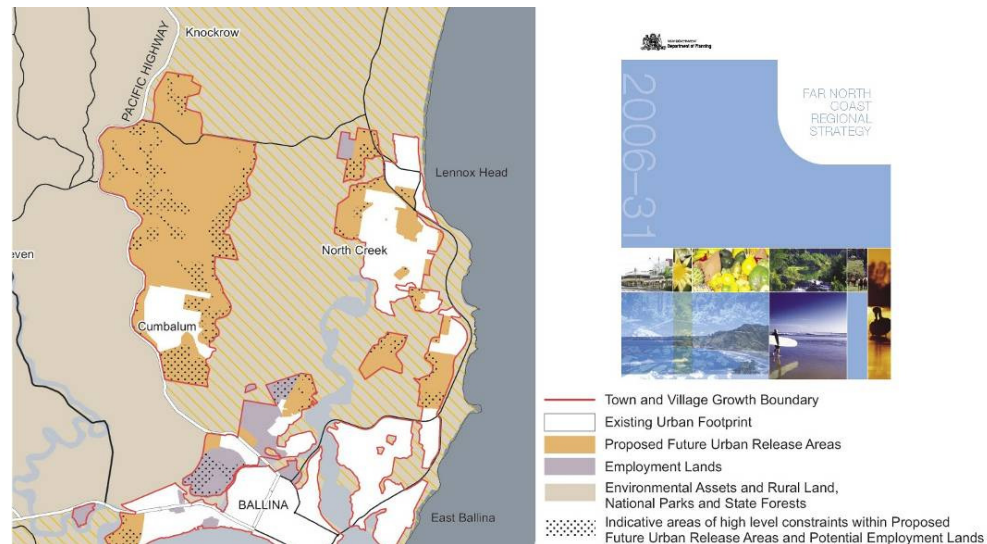 Knockrow
PACIFIC HIGHWAY
Lennox Head
North Creek
even
Cumbalum
BALLINA
East Ballina
Department of Planning
2006–31
FAR NORTH
COAST
REGIONAL
STRATEGY
Town and Village Growth Boundary
Existing Urban Footprint
Proposed Future Urban Release Areas
Employment Lands
Environmental Assets and Rural Land,
National Parks and State Forests
Indicative areas of high level constraints within Proposed
Future Urban Release Areas and Potential Employment Lands